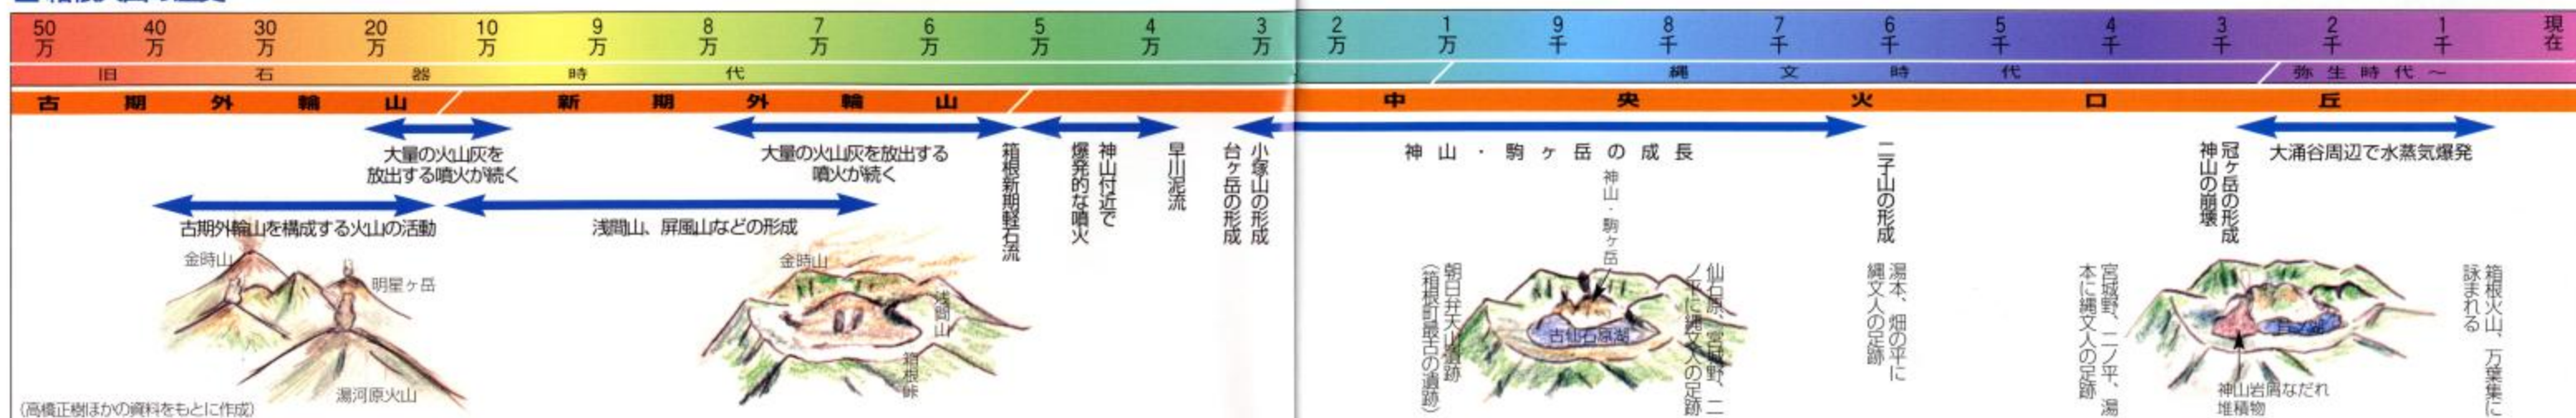 50万 40万 30万 20万 10万 9万 8万 7万 6万 5万 4万 3万 2万 1万 9千 8千 7千 6千 5千 4千 3千 2千 1千 現在
旧石器時代 縄文時代 弥生時代～
古期外輪山 新期外輪山 中央火口丘
大量の火山灰を
放出する噴火が続く
大量の火山灰を放出する
噴火が続く
箱根新期軽石流
神山付近で
爆発的な噴火
早川泥流
小塚山の形成
台ヶ岳の形成
神山・駒ヶ岳の成長
二子山の形成
冠ヶ岳の形成
神山の崩壊
大涌谷周辺で水蒸気爆発
古期外輪山を構成する火山の活動
浅間山、屏風山などの形成
金時山
明星ヶ岳
湯河原火山
金時山
浅間山
箱根峠
朝日弁天山遺跡
（箱根町最古の遺跡）
神山・駒ヶ岳
古仙石原湖
仙石原、宮城野、二
ノ平に縄文人の足跡
湯本、畑の平に
縄文人の足跡
宮城野、二ノ平、湯
本に縄文人の足跡
芦ノ湖
神山岩屑なだれ
堆積物
箱根火山、万葉集に
詠まれる
（高橋正樹ほかの資料をもとに作成）